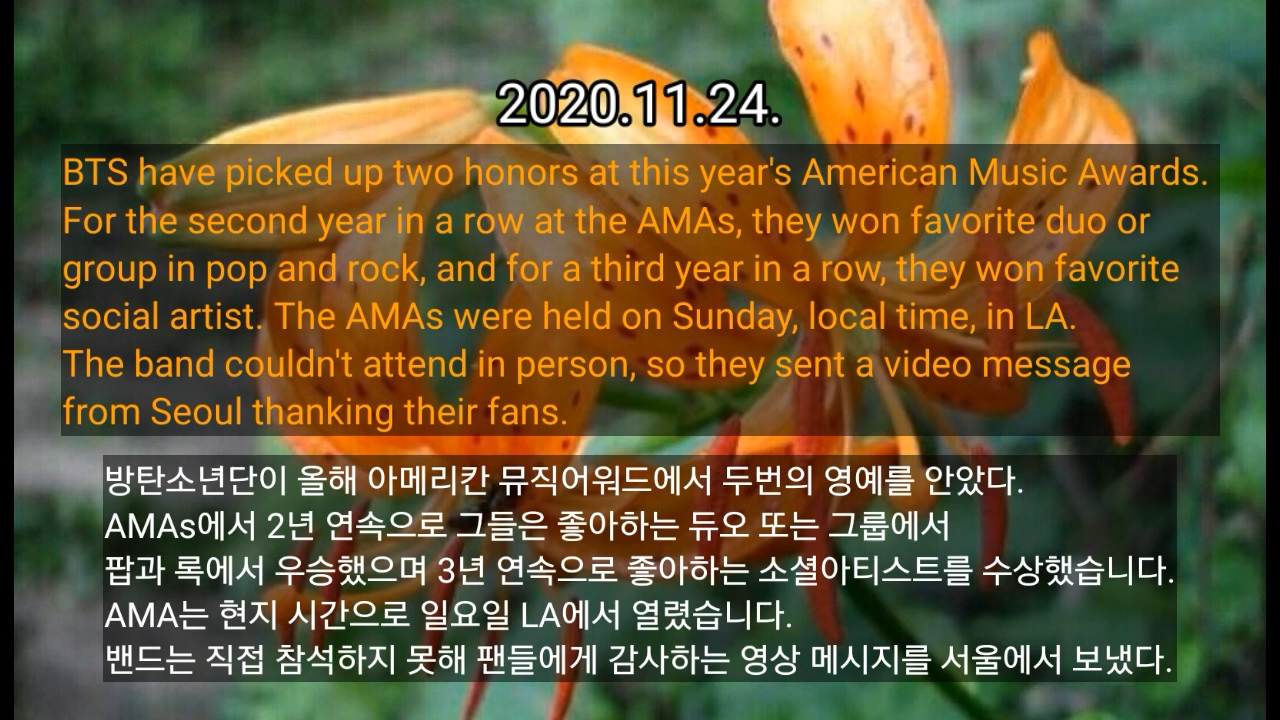 2020.11.24.
BTS have picked up two honors at this year's American Music Awards.
For the second year in a row at the AMAs, they won favorite duo or
group in pop and rock, and for a third year in a row, they won favorite
social artist. The AMAs were held on Sunday, local time, in LA.
The band couldn't attend in person, so they sent a video message
from Seoul thanking their fans.
방탄소년단이 올해 아메리칸 뮤직어워드에서 두번의 영예를 안았다.
AMAs에서 2년 연속으로 그들은 좋아하는 듀오 또는 그룹에서
팝과 록에서 우승했으며 3년 연속으로 좋아하는 소셜아티스트를 수상했습니다.
AMA는 현지 시간으로 일요일 LA에서 열렸습니다.
밴드는 직접 참석하지 못해 팬들에게 감사하는 영상 메시지를 서울에서 보냈다.